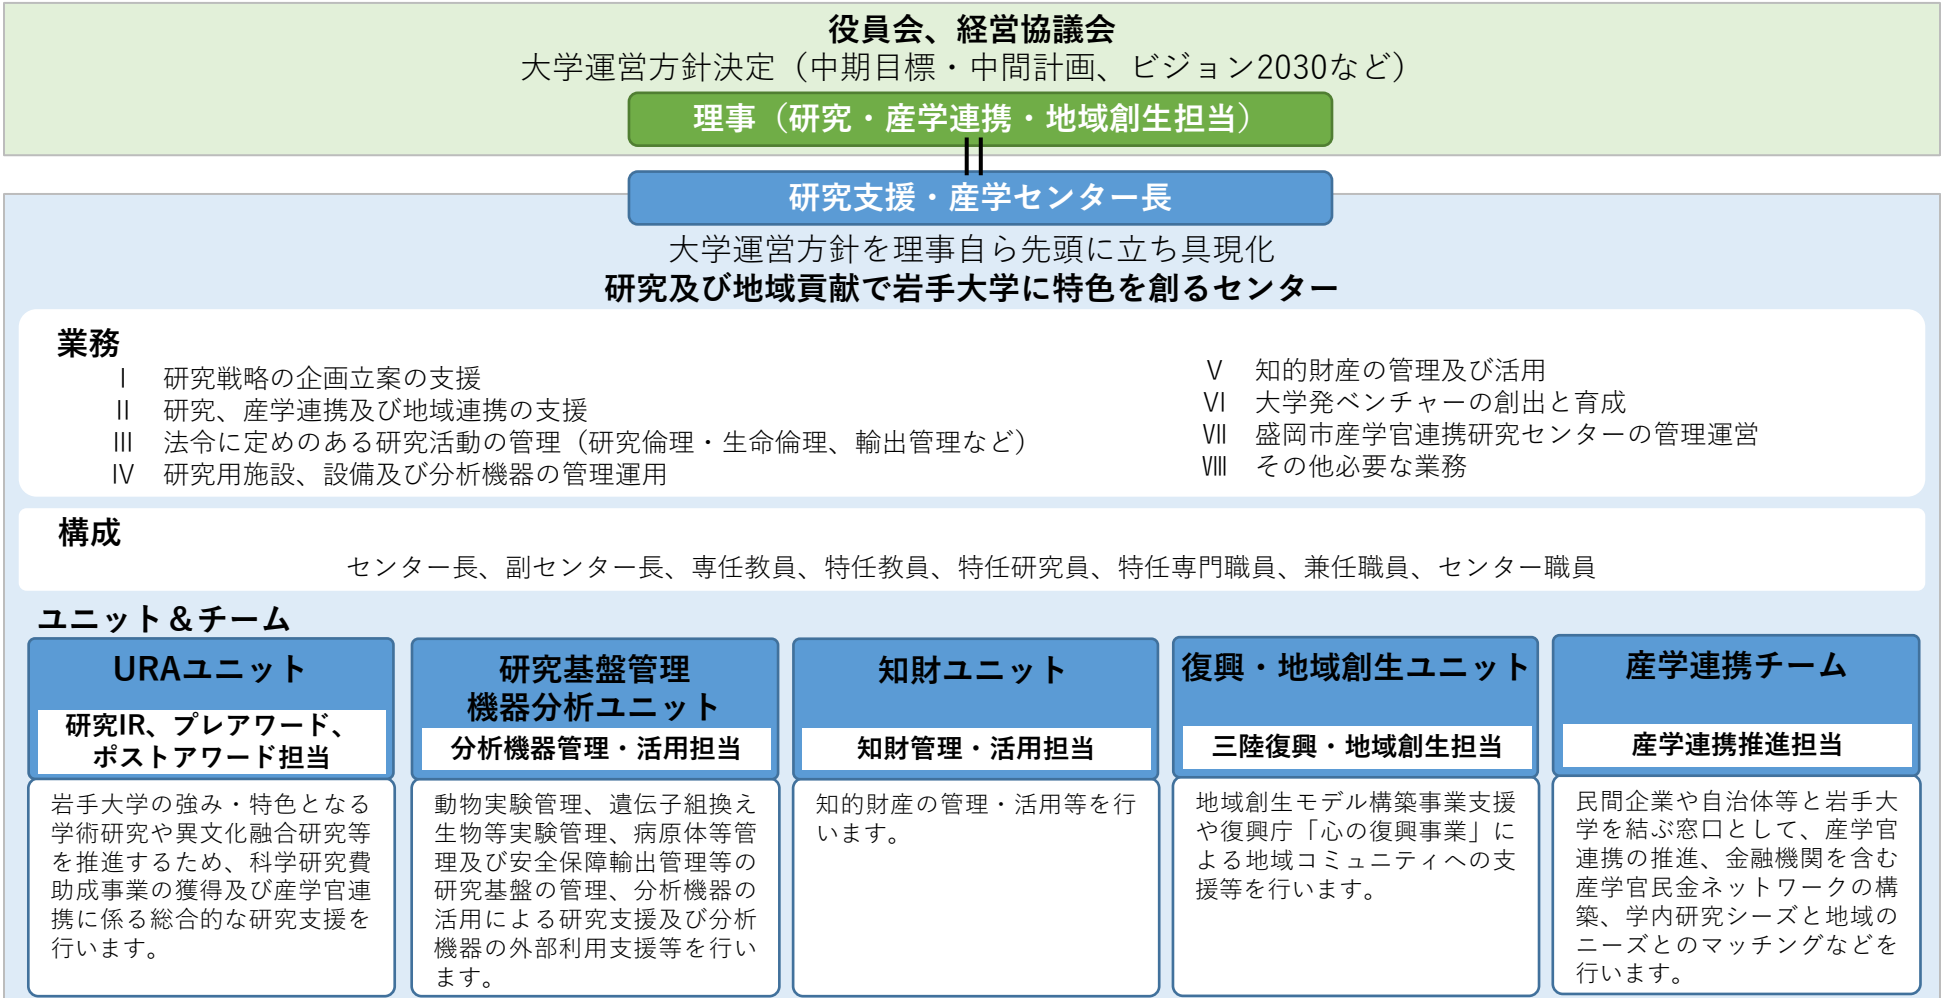 役員会、経営協議会
大学運営方針決定（中期目標・中間計画、ビジョン2030など）
理事（研究・産学連携・地域創生担当）
研究支援・産学センター長
大学運営方針を理事自ら先頭に立ち具現化
研究及び地域貢献で岩手大学に特色を創るセンター
業務
Ⅰ 研究戦略の企画立案の支援
Ⅱ 研究、産学連携及び地域連携の支援
Ⅲ 法令に定めのある研究活動の管理（研究倫理・生命倫理、輸出管理など）
Ⅳ 研究用施設、設備及び分析機器の管理運用
Ⅴ 知的財産の管理及び活用
Ⅵ 大学発ベンチャーの創出と育成
Ⅶ 盛岡市産学官連携研究センターの管理運営
Ⅷ その他必要な業務
構成
センター長、副センター長、専任教員、特任教員、特任研究員、特任専門職員、兼任職員、センター職員
ユニット＆チーム
URAユニット
研究IR、プレアワード、
ポストアワード担当
岩手大学の強み・特色となる
学術研究や異文化融合研究等
を推進するため、科学研究費
助成事業の獲得及び産学官連
携に係る総合的な研究支援を
行います。
研究基盤管理
機器分析ユニット
分析機器管理・活用担当
動物実験管理、遺伝子組換え
生物等実験管理、病原体等管
理及び安全保障輸出管理等の
研究基盤の管理、分析機器の
活用による研究支援及び分析
機器の外部利用支援等を行い
ます。
知財ユニット
知財管理・活用担当
知的財産の管理・活用等を行
います。
復興・地域創生ユニット
三陸復興・地域創生担当
地域創生モデル構築事業支援
や復興庁「心の復興事業」に
よる地域コミュニティへの支
援等を行います。
産学連携チーム
産学連携推進担当
民間企業や自治体等と岩手大
学を結ぶ窓口として、産学官
連携の推進、金融機関を含む
産学官民金ネットワークの構
築、学内研究シーズと地域の
ニーズとのマッチングなどを
行います。